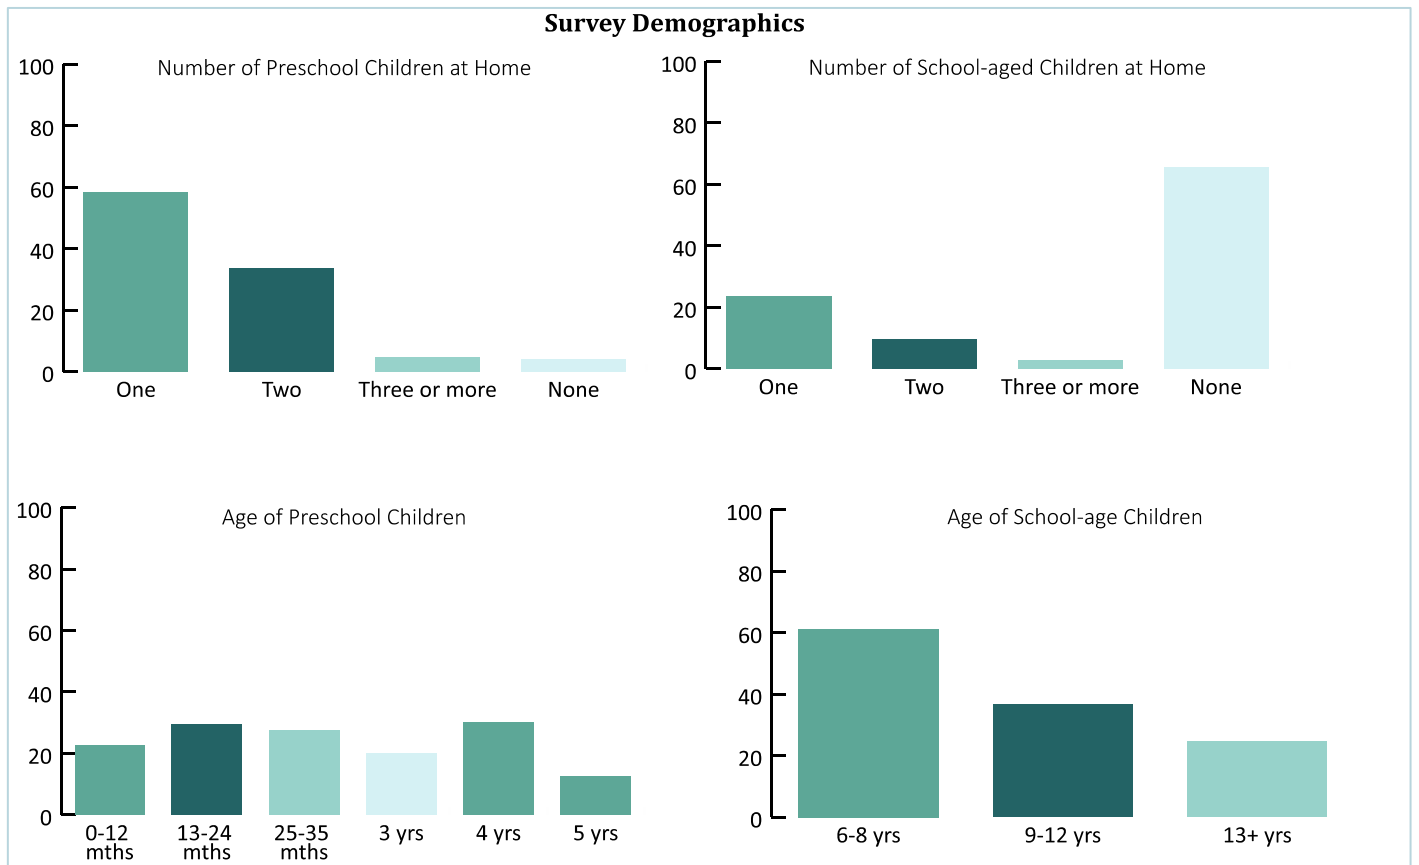 Survey Demographics
Number of Preschool Children at Home
100
80
60
40
20
0
One Two Three or more None
Number of School-aged Children at Home
100
80
60
40
20
0
One Two Three or more None
Age of Preschool Children
100
80
60
40
20
0
0-12 13-24 25-35 3 yrs 4 yrs 5 yrs
mths mths mths
Age of School-age Children
100
80
60
40
20
0
6-8 yrs 9-12 yrs 13+ yrs